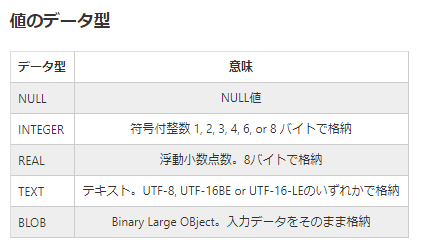 値のデータ型
データ型 意味
NULL NULL値
INTEGER 符号付整数 1, 2, 3, 4, 6, or 8 バイトで格納
REAL 浮動小数点数。8バイトで格納
TEXT テキスト。UTF-8, UTF-16BE or UTF-16-LEのいずれかで格納
BLOB Binary Large OBject。入力データをそのまま格納